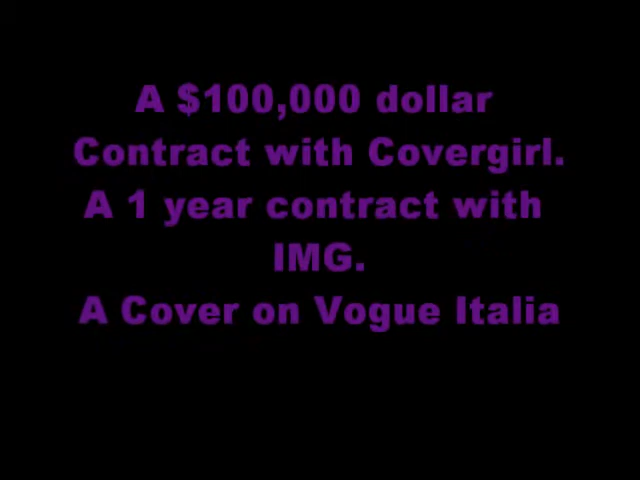 A $100,000 dollar
Contract with Covergirl.
A 1 year contract with
IMG.
A Cover on Vogue Italia